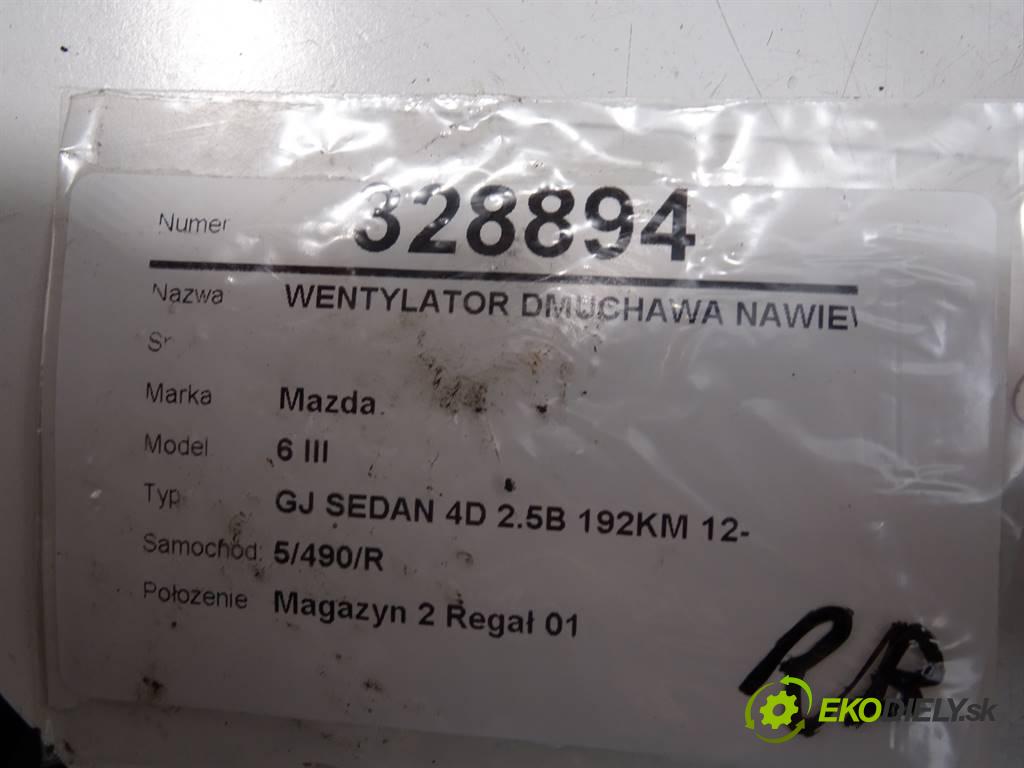 Numer 328894
Nazwa WENTYLATOR DMUCHAWA NAWIEW
Sr
Marka Mazda
Model 6 III
Typ GJ SEDAN 4D 2.5B 192KM 12-
Samochód: 5/490/R
Położenie Magazyn 2 Regał 01
EKODIELY.sk